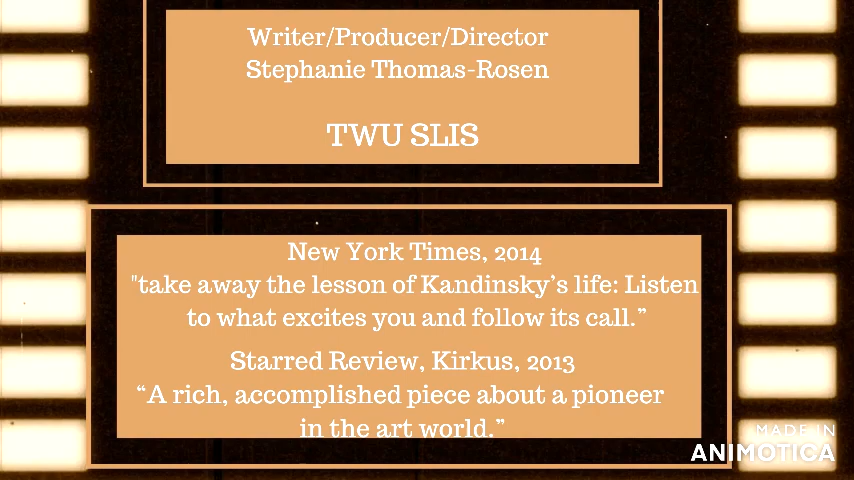 Writer/Producer/Director
Stephanie Thomas-Rosen
TWU SLIS
New York Times, 2014
"take away the lesson of Kandinsky’s life: Listen
to what excites you and follow its call.”
Starred Review, Kirkus, 2013
“A rich, accomplished piece about a pioneer
in the art world.”
MADE IN
ANIMOTICA